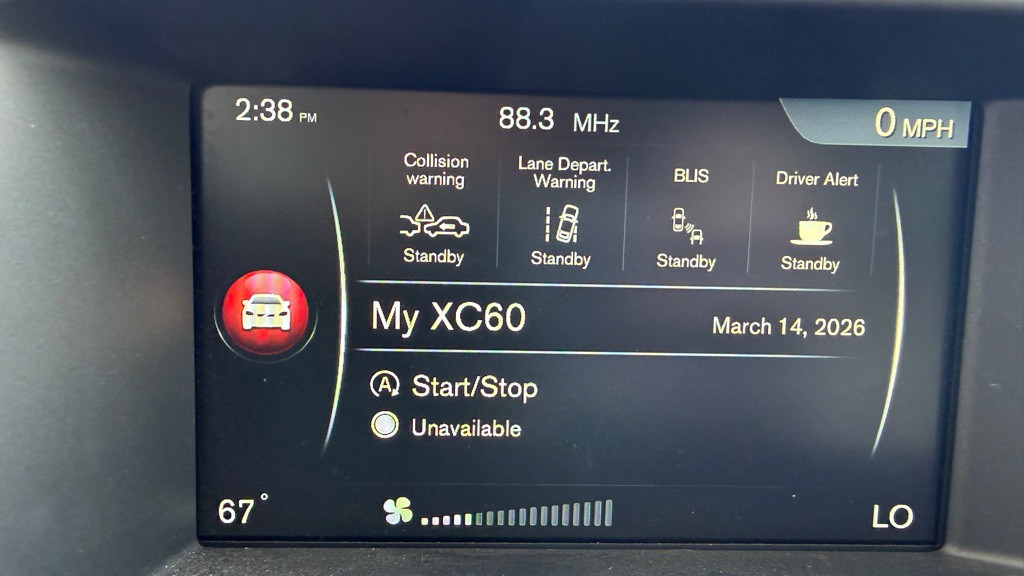 2:38 PM
88.3 MHz
0 MPH
Collision
warning
Standby
Lane Depart.
Warning
Standby
BLIS
Standby
Driver Alert
Standby
My XC60
March 14, 2026
A Start/Stop
Unavailable
67°
LO